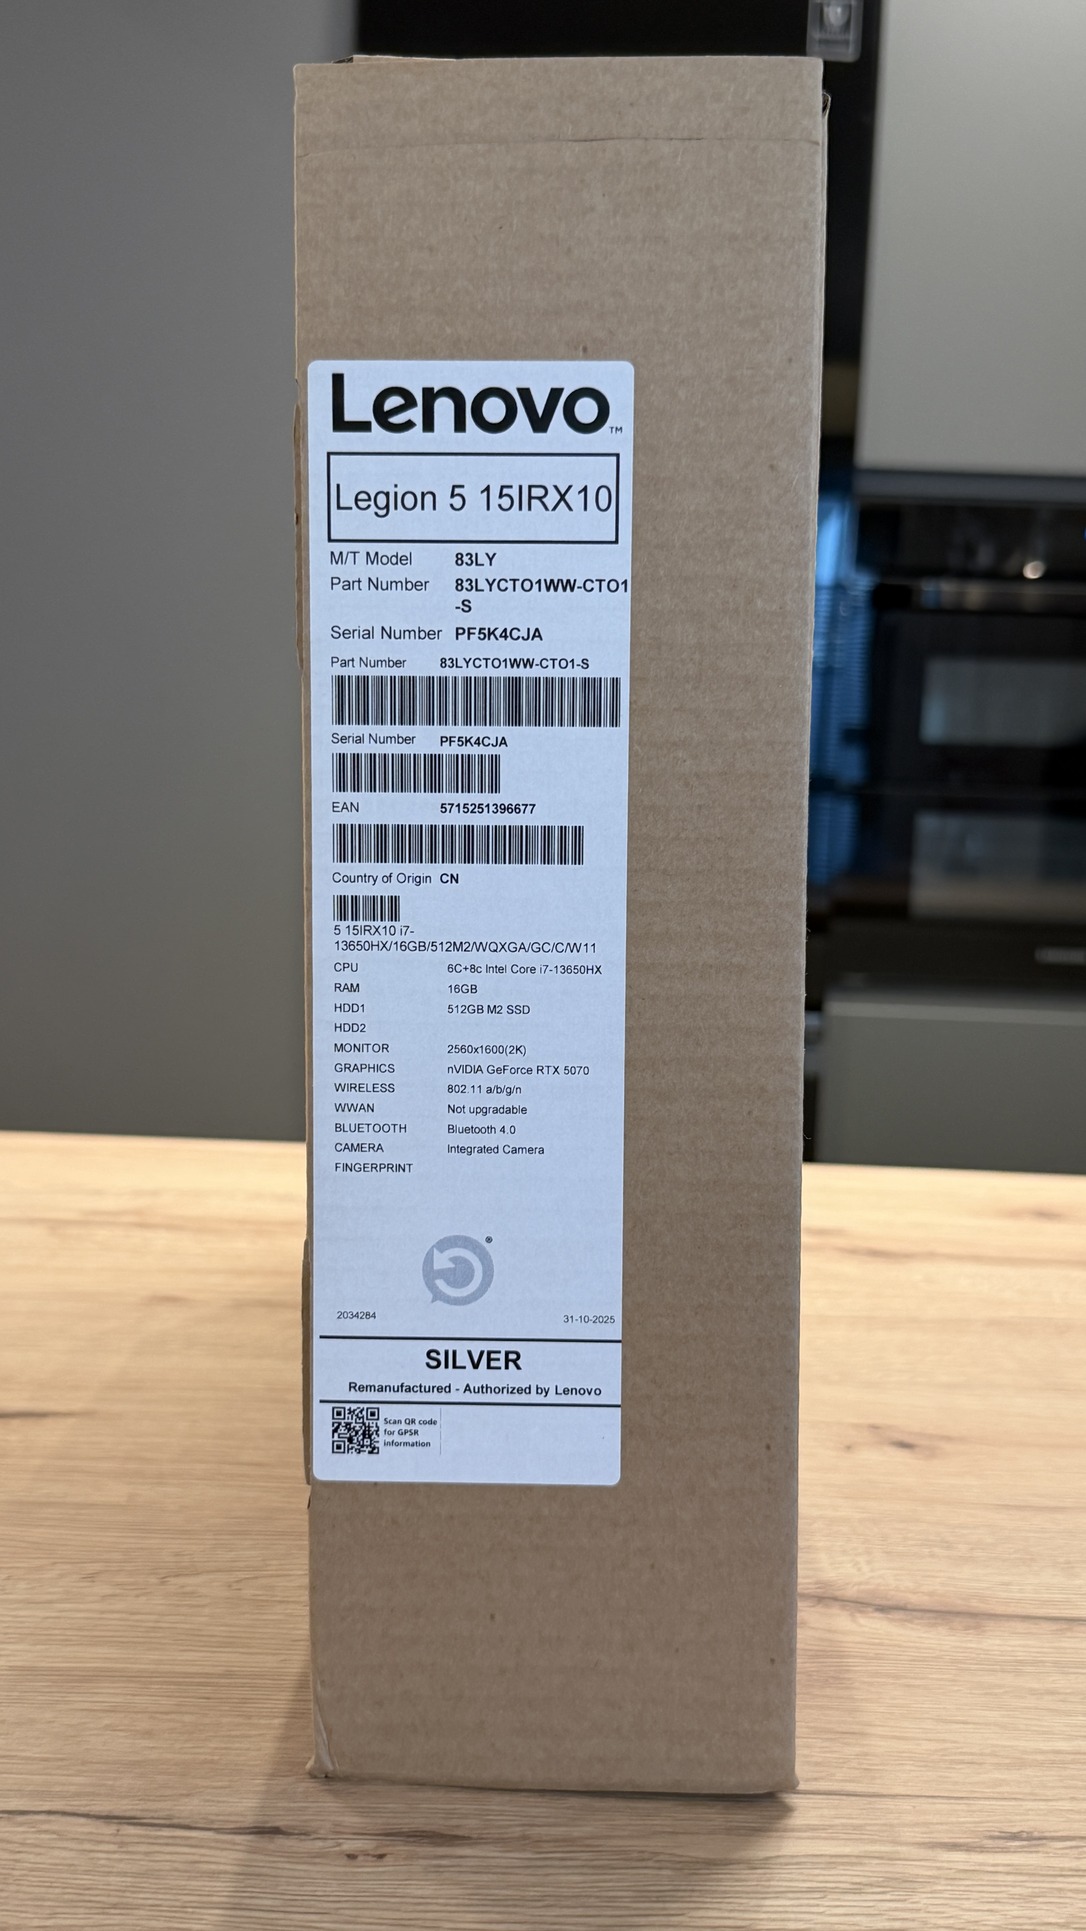 Lenovo™
Legion 5 15IRX10
M/T Model 83LY
Part Number 83LYCTO1WW-CTO1
-S
Serial Number PF5K4CJA
Part Number 83LYCTO1WW-CTO1-S
Serial Number PF5K4CJA
EAN 5715251396677
Country of Origin CN
5 15IRX10 i7-
13650HX/16GB/512M2/WQXGA/GC/C/W11
CPU 6C+8c Intel Core i7-13650HX
RAM 16GB
HDD1 512GB M2 SSD
HDD2
MONITOR 2560x1600(2K)
GRAPHICS nVIDIA GeForce RTX 5070
WIRELESS 802.11 a/b/g/n
WWAN Not upgradable
BLUETOOTH Bluetooth 4.0
CAMERA Integrated Camera
FINGERPRINT
®
2034284 31-10-2025
SILVER
Remanufactured - Authorized by Lenovo
Scan QR code
for GPSR
information